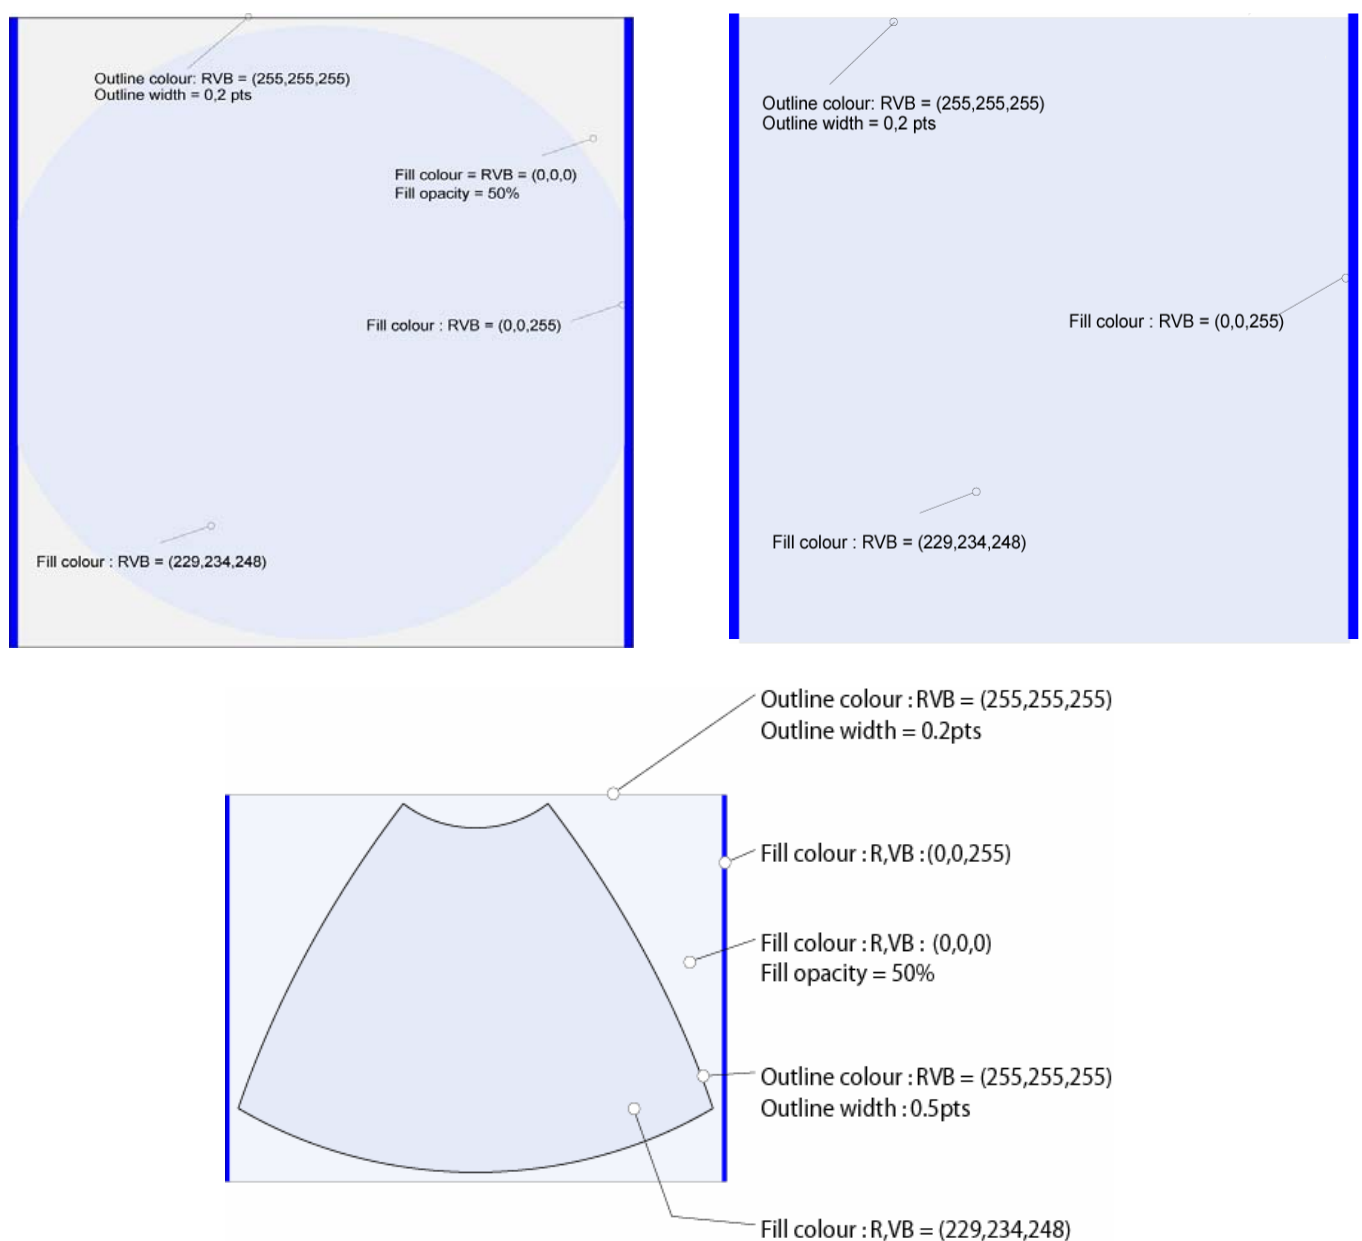 Outline colour: RVB = (255,255,255)
Outline width = 0,2 pts
Fill colour = RVB = (0,0,0)
Fill opacity = 50%
Fill colour : RVB = (0,0,255)
Fill colour : RVB = (229,234,248)
Outline colour: RVB = (255,255,255)
Outline width = 0,2 pts
Fill colour : RVB = (0,0,255)
Fill colour : RVB = (229,234,248)
Outline colour : RVB = (255,255,255)
Outline width = 0.2pts
Fill colour : R,VB : (0,0,255)
Fill colour : R,VB : (0,0,0)
Fill opacity = 50%
Outline colour : RVB = (255,255,255)
Outline width : 0.5pts
Fill colour : R,VB = (229,234,248)